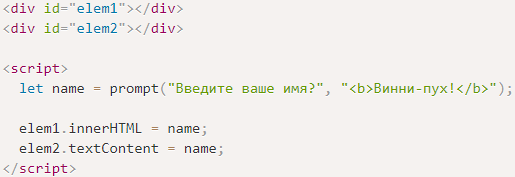 <div id="elem1"></div>
<div id="elem2"></div>
<script>
let name = prompt("Введите ваше имя?", "<b>Винни-пух!</b>");
elem1.innerHTML = name;
elem2.textContent = name;
</script>